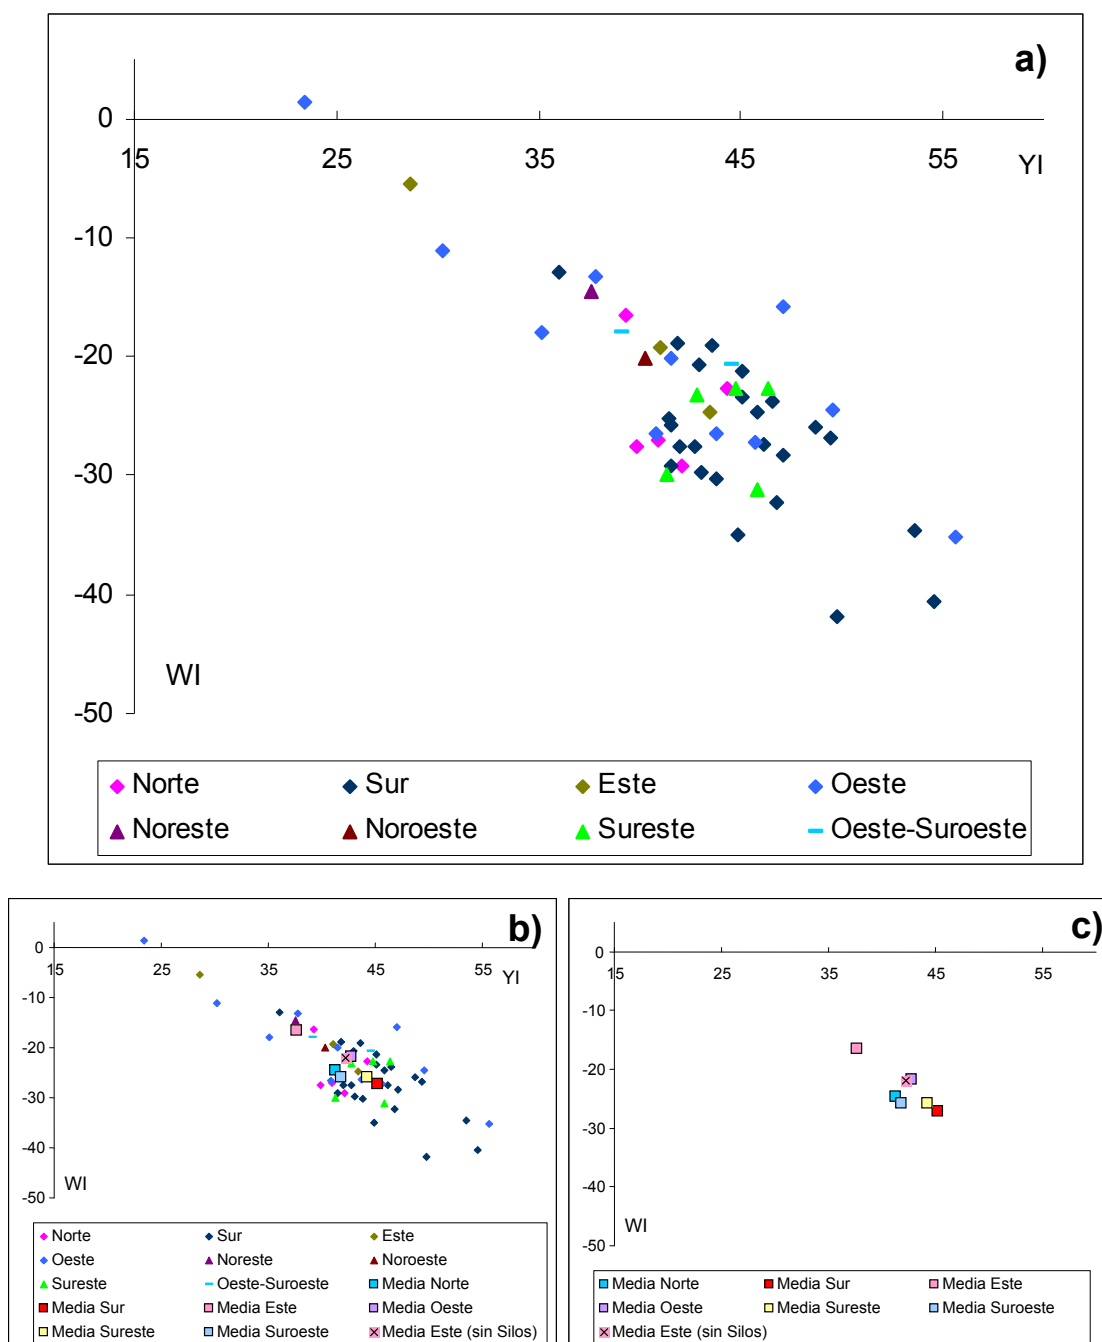 a)
0
15 25 35 45 55 YI
-10
-20
-30
-40
WI
-50
Norte Sur Este Oeste
Noreste Noroeste Sureste Oeste-Suroeste
b)
0
15 25 35 45 55
YI
-10
-20
-30
-40
WI
-50
Norte Sur Este
Oeste Noreste Noroeste
Sureste Oeste-Suroeste Media Norte
Media Sur Media Este Media Oeste
Media Sureste Media Suroeste Media Este (sin Silos)
c)
0
15 25 35 45 55
-10
-20
-30
-40
WI
-50
Media Norte Media Sur Media Este
Media Oeste Media Sureste Media Suroeste
Media Este (sin Silos)